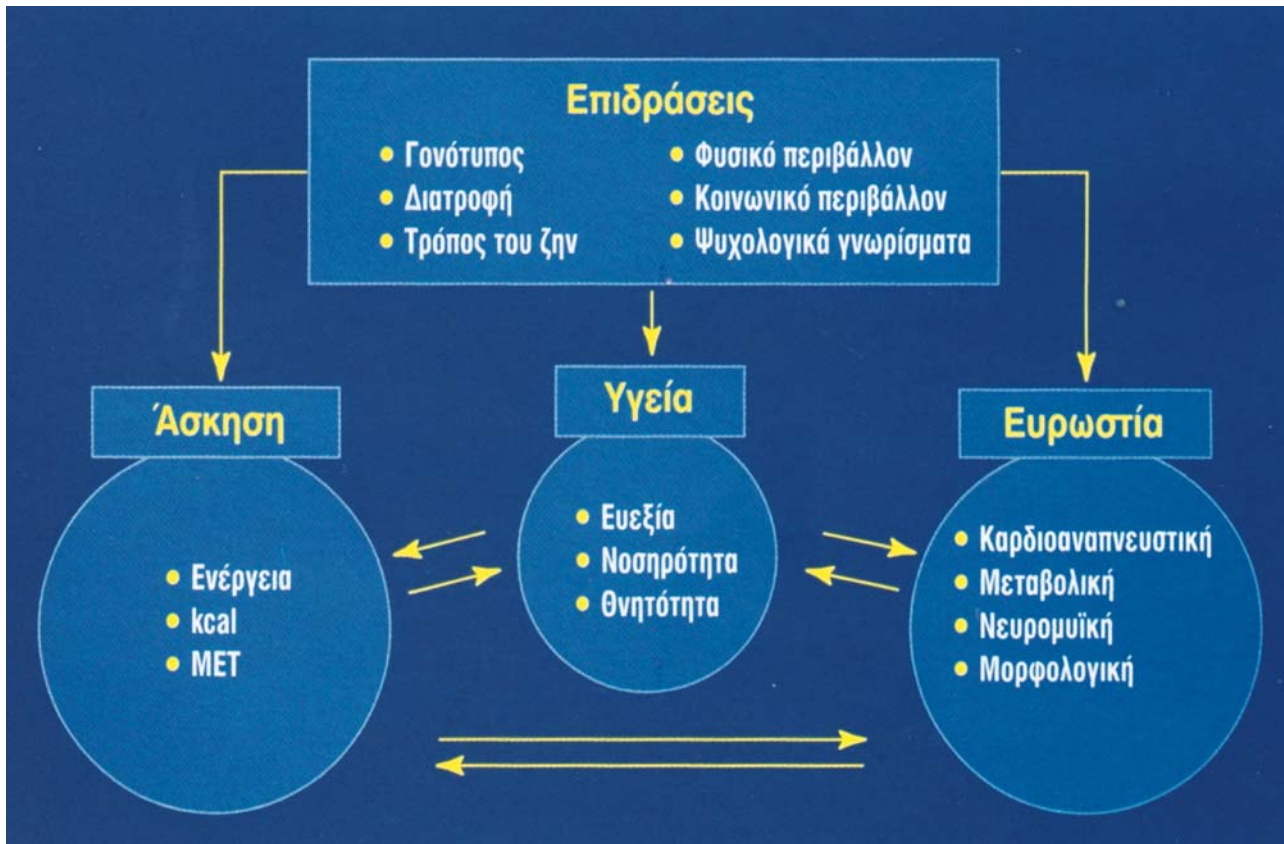 Επιδράσεις
• Γονότυπος
• Διατροφή
• Τρόπος του ζην
• Φυσικό περιβάλλον
• Κοινωνικό περιβάλλον
• Ψυχολογικά γνωρίσματα
Άσκηση
• Ενέργεια
• kcal
• MET
Υγεία
• Ευεξία
• Νοσηρότητα
• Θνητότητα
Ευρωστία
• Καρδιοαναπνευστική
• Μεταβολική
• Νευρομυϊκή
• Μορφολογική